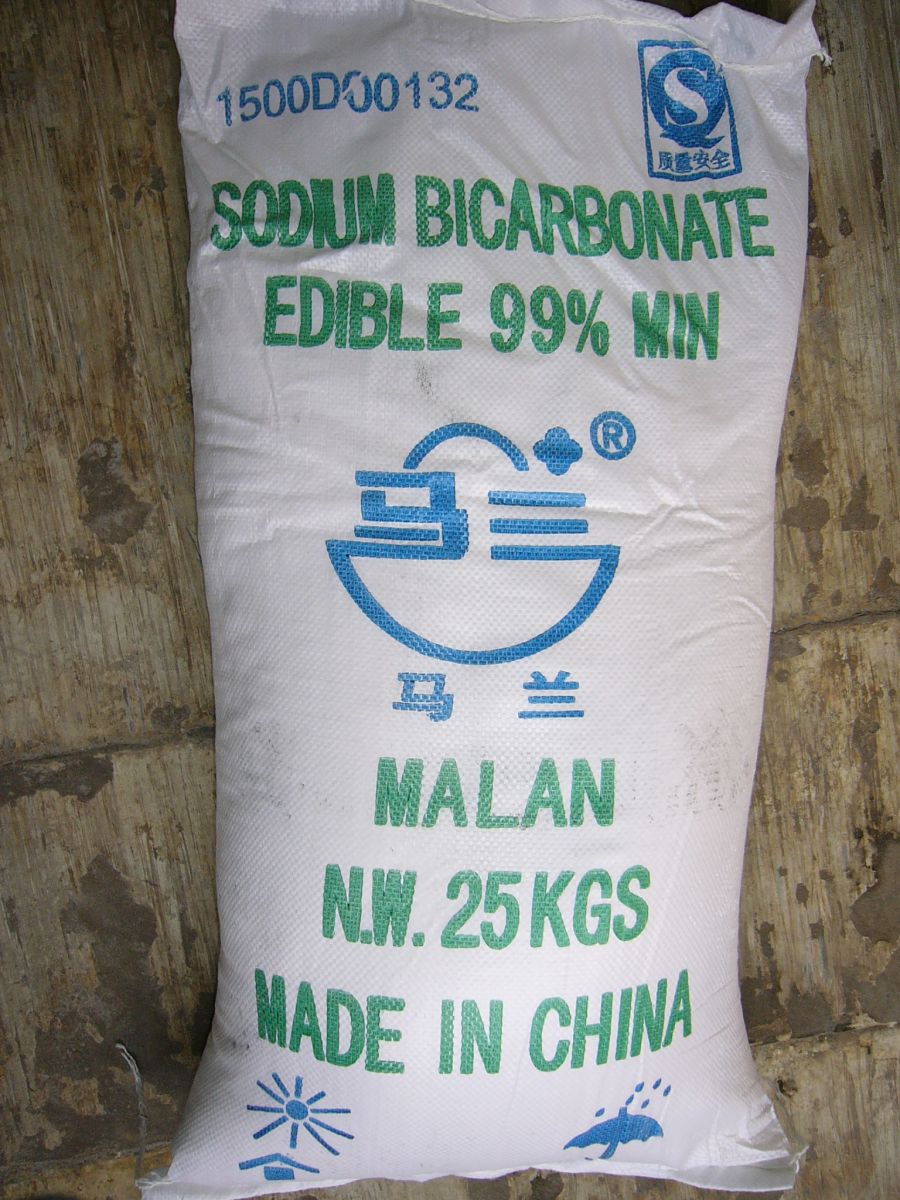 1500D00132
质量安全
SODIUM BICARBONATE
EDIBLE 99% MIN
®
马兰
MALAN
N.W. 25KGS
MADE IN CHINA